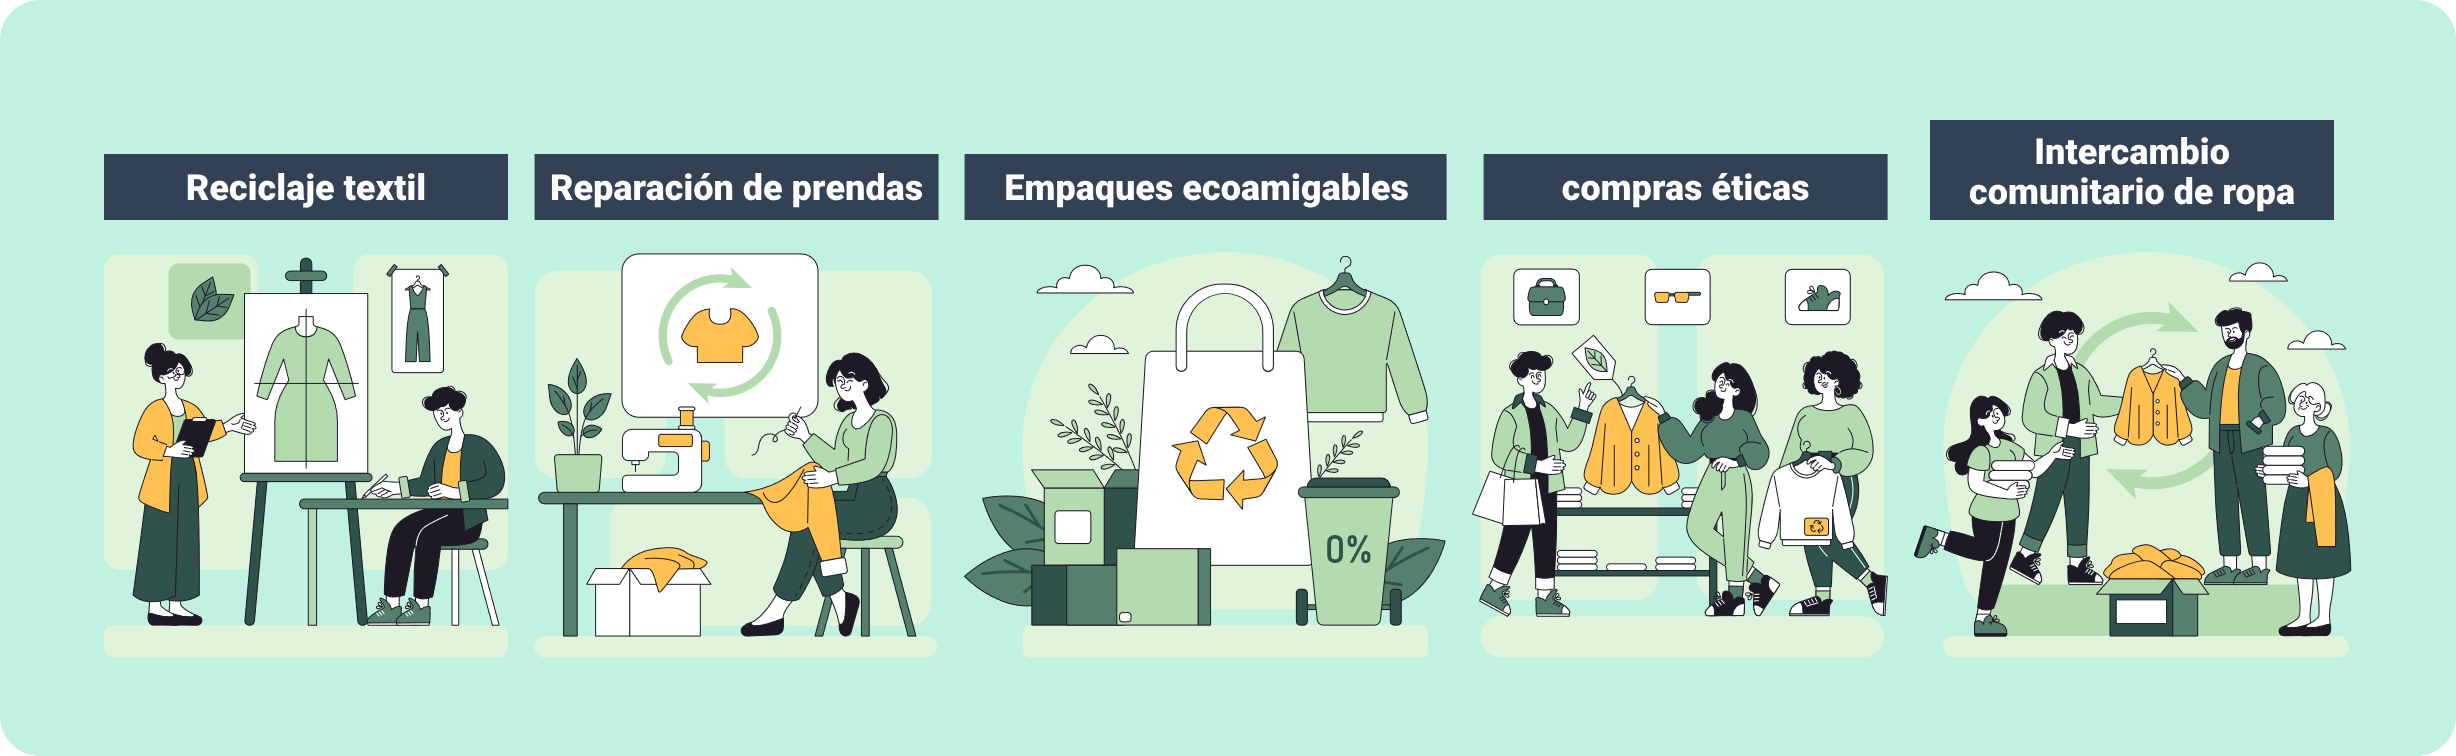 Reciclaje textil
Reparación de prendas
Empaques ecoamigables
compras éticas
Intercambio
comunitario de ropa
0%